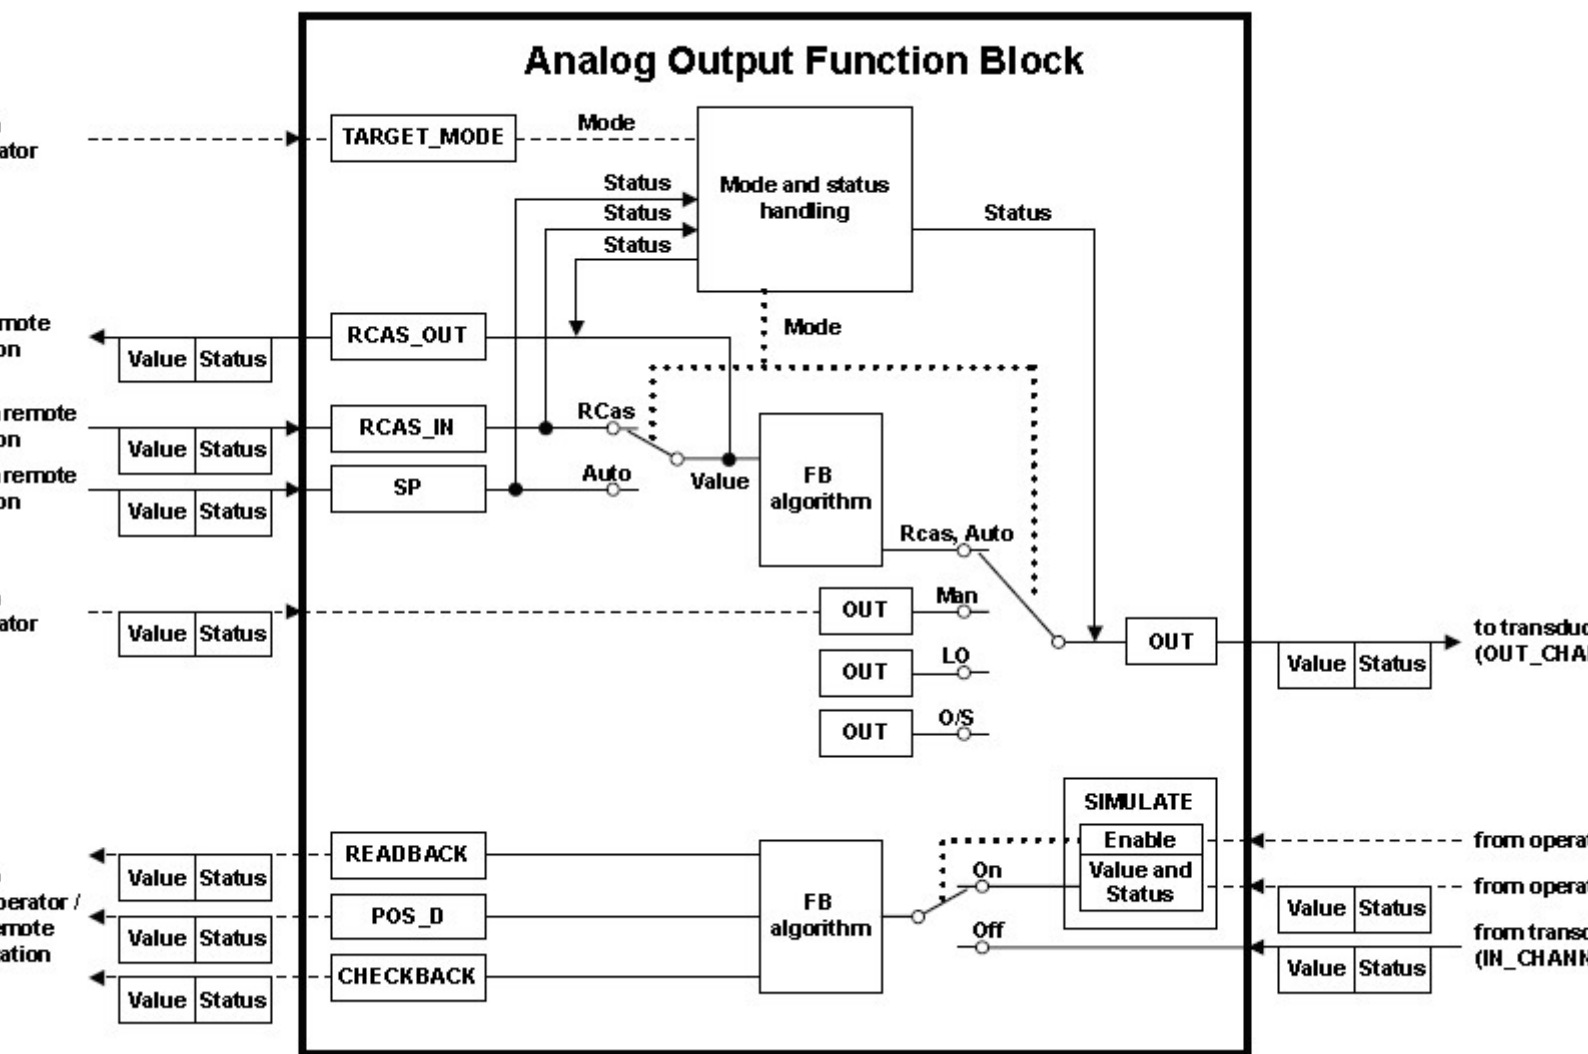 Analog Output Function Block
ator
TARGET_MODE
Mode
Status
Status
Status
Mode and status
handling
Status
Mode
on
RCAS_OUT
Value Status
remote
on
RCAS_IN
RCas
Value Status
remote
on
SP
Auto
Value
Value Status
FB
algorithm
Rcas, Auto
ator
Value Status
OUT
Man
OUT
LO
OUT
O/S
OUT
Value Status
(OUT_CHA
to
READBACK
Value Status
POS_D
Value Status
CHECKBACK
Value Status
perator /
ation
FB
algorithm
On
Off
SIMULATE
Enable
Value and
Status
from operat
from operat
Value Status
from transd
(IN_CHANN
Value Status